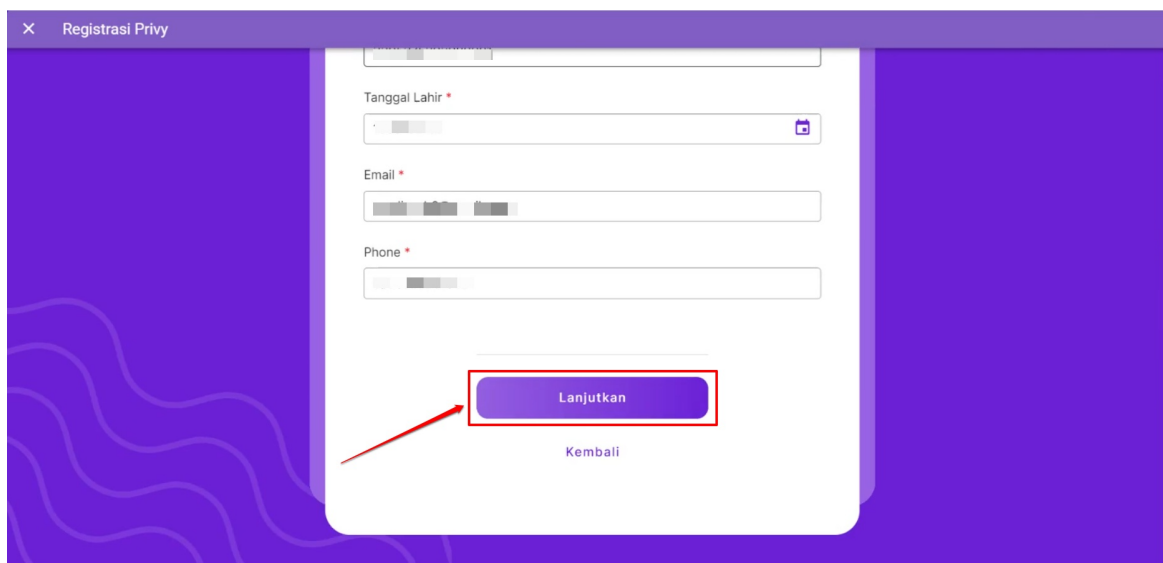 Registrasi Privy
Tanggal Lahir *
Email *
Phone *
Lanjutkan
Kembali